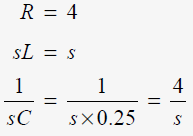 R = 4
sL = s
1/sC = 1/(s×0.25) = 4/s